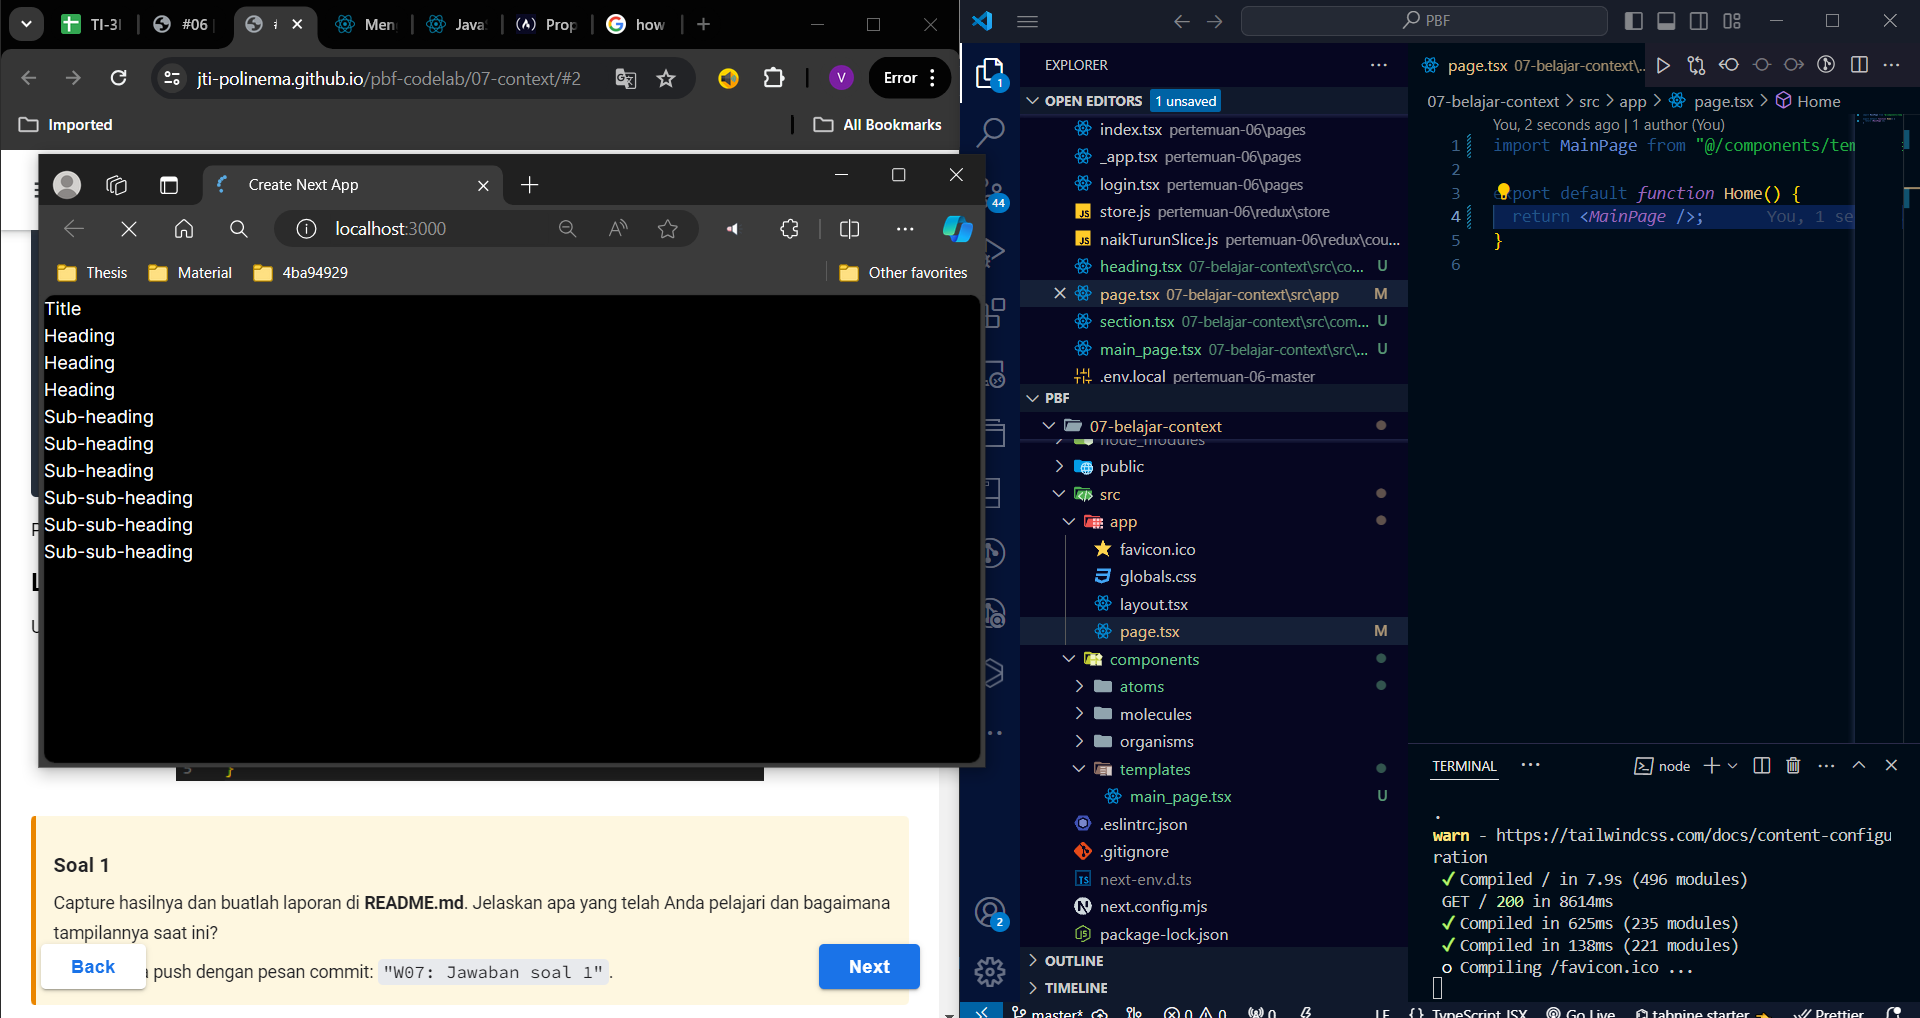 TI-3I
#06
Men
Java
Prop
how
jti-polinema.github.io/pbf-codelab/07-context/#2
V
Error
Imported
All Bookmarks
Create Next App
localhost:3000
Thesis
Material
4ba94929
Other favorites
Title
Heading
Heading
Heading
Sub-heading
Sub-heading
Sub-heading
Sub-sub-heading
Sub-sub-heading
Sub-sub-heading
5 }
Soal 1
Capture hasilnya dan buatlah laporan di README.md. Jelaskan apa yang telah Anda pelajari dan bagaimana
tampilannya saat ini?
push dengan pesan commit: "W07: Jawaban soal 1".
Back
Next
PBF
1
44
2
EXPLORER
OPEN EDITORS 1 unsaved
index.tsx pertemuan-06\pages
_app.tsx pertemuan-06\pages
login.tsx pertemuan-06\pages
store.js pertemuan-06\redux\store
naikTurunSlice.js pertemuan-06\redux\cou...
heading.tsx 07-belajar-context\src\co... U
page.tsx 07-belajar-context\src\app M
section.tsx 07-belajar-context\src\com... U
main_page.tsx 07-belajar-context\src\... U
.env.local pertemuan-06-master
PBF
07-belajar-context
node_modules
public
src
app
favicon.ico
globals.css
layout.tsx
page.tsx M
components
atoms
molecules
organisms
templates
main_page.tsx U
.eslintrc.json
.gitignore
next-env.d.ts
next.config.mjs
package-lock.json
OUTLINE
TIMELINE
page.tsx 07-belajar-context\...
07-belajar-context > src > app > page.tsx > Home
You, 2 seconds ago | 1 author (You)
1 import MainPage from "@/components/tem
2
3 export default function Home() {
4 return <MainPage />; You, 1 se
5 }
6
TERMINAL
node
.
warn - https://tailwindcss.com/docs/content-configu
ration
✓ Compiled / in 7.9s (496 modules)
GET / 200 in 8614ms
✓ Compiled in 625ms (235 modules)
✓ Compiled in 138ms (221 modules)
○ Compiling /favicon.ico ...
master* 0 0 0 LF {} TypeScript JSX Go Live tabnine starter Prettier